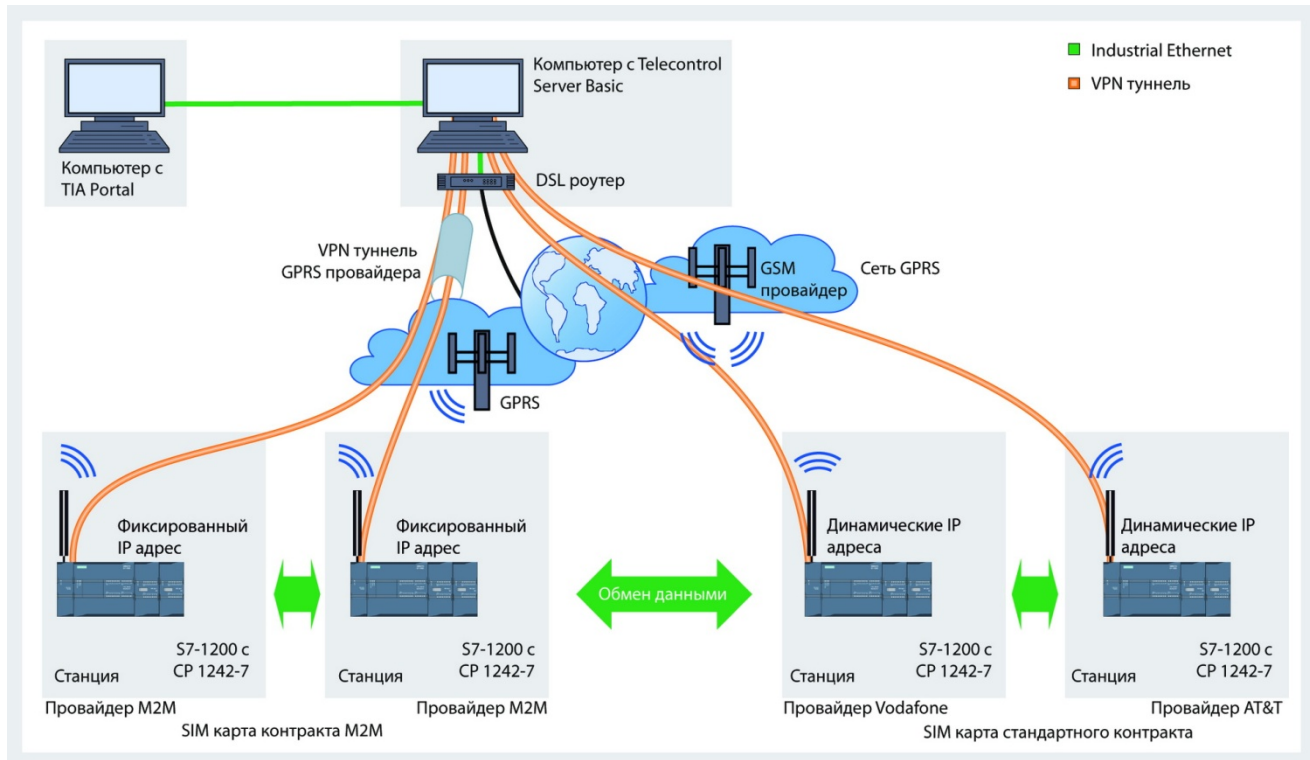 Компьютер с Telecontrol
Server Basic
Industrial Ethernet
VPN туннель
Компьютер с
TIA Portal
DSL роутер
VPN туннель
GPRS провайдера
GSM
провайдер
Сеть GPRS
GPRS
Фиксированный
IP адрес
S7-1200 с
CP 1242-7
Станция
Фиксированный
IP адрес
S7-1200 с
CP 1242-7
Станция
Обмен данными
Динамические IP
адреса
S7-1200 с
CP 1242-7
Станция
Динамические IP
адреса
S7-1200 с
CP 1242-7
Станция
Провайдер M2M
Провайдер M2M
Провайдер Vodafone
Провайдер AT&T
SIM карта контракта M2M
SIM карта стандартного контракта